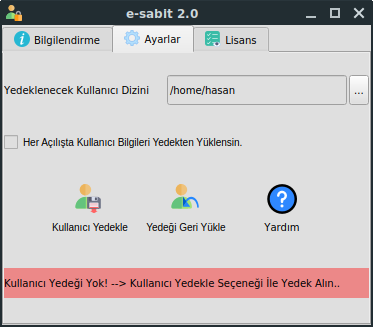 e-sabit 2.0
Bilgilendirme
Ayarlar
Lisans
Yedeklenecek Kullanıcı Dizini
/home/hasan
...
Her Açılışta Kullanıcı Bilgileri Yedekten Yüklensin.
Kullanıcı Yedekle
Yedeği Geri Yükle
Yardım
Kullanıcı Yedeği Yok! --> Kullanıcı Yedekle Seçeneği İle Yedek Alın..